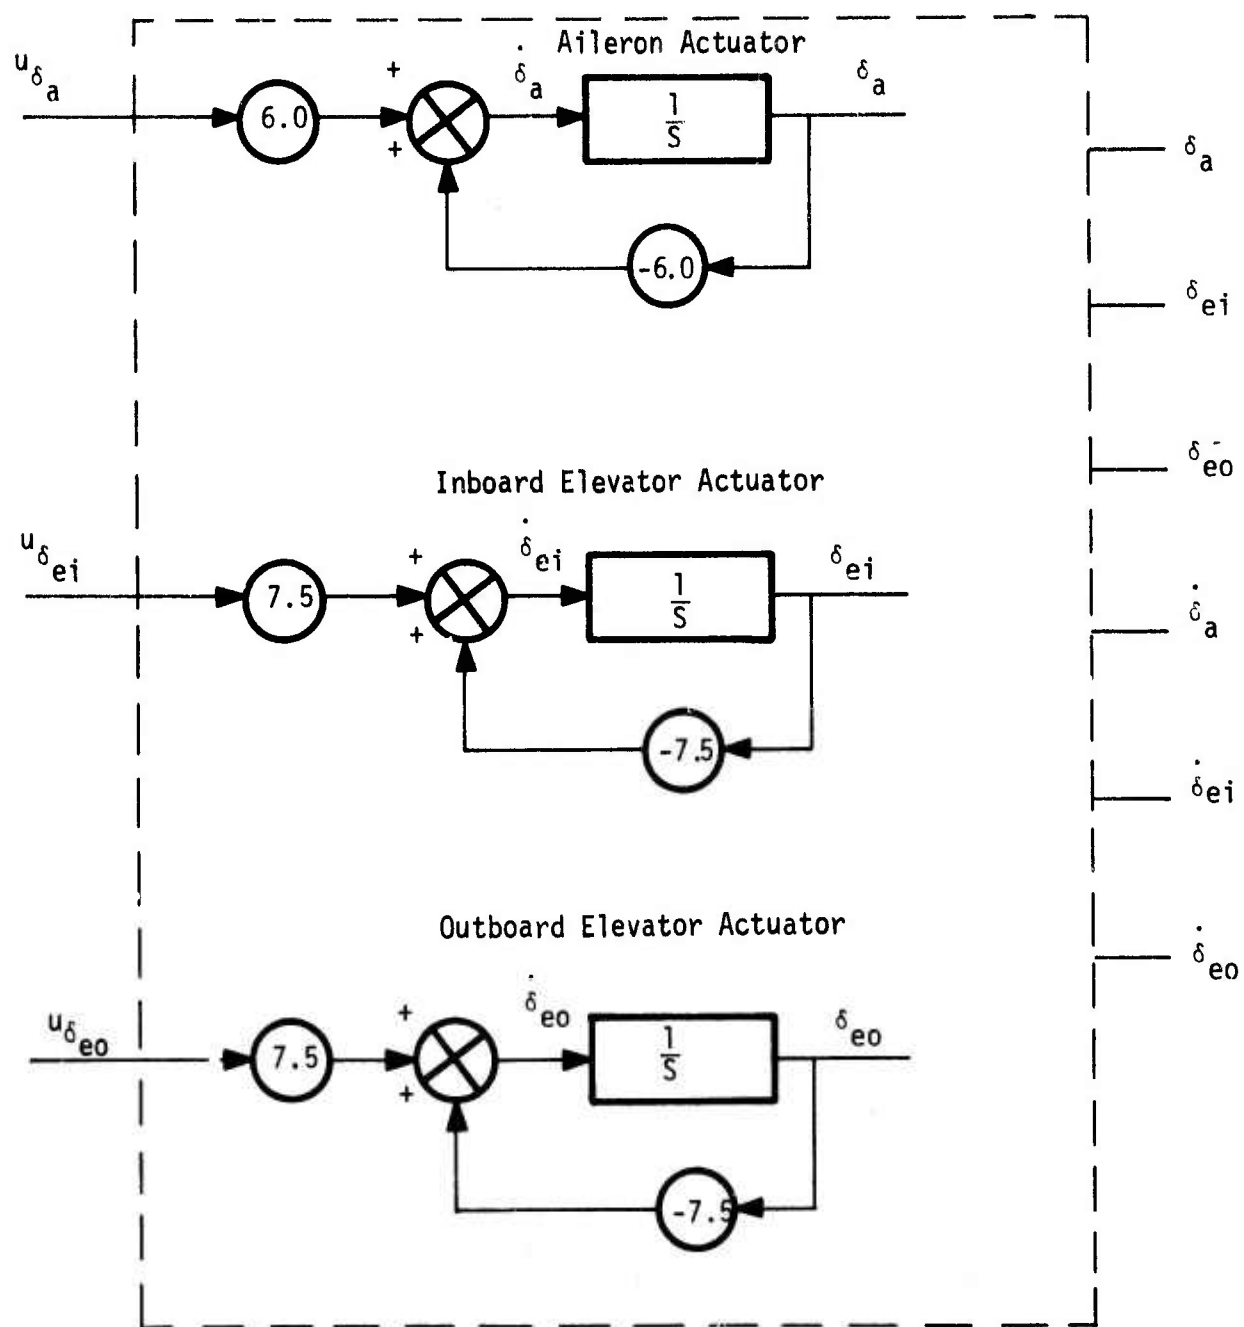 Aileron Actuator
u δa
6.0
+
+
δ̇a
1/S
δa
-6.0
Inboard Elevator Actuator
u δei
7.5
+
+
δ̇ei
1/S
δei
-7.5
Outboard Elevator Actuator
u δeo
7.5
+
+
δ̇eo
1/S
δeo
-7.5
δa
δei
δeo
δ̇a
δ̇ei
δ̇eo